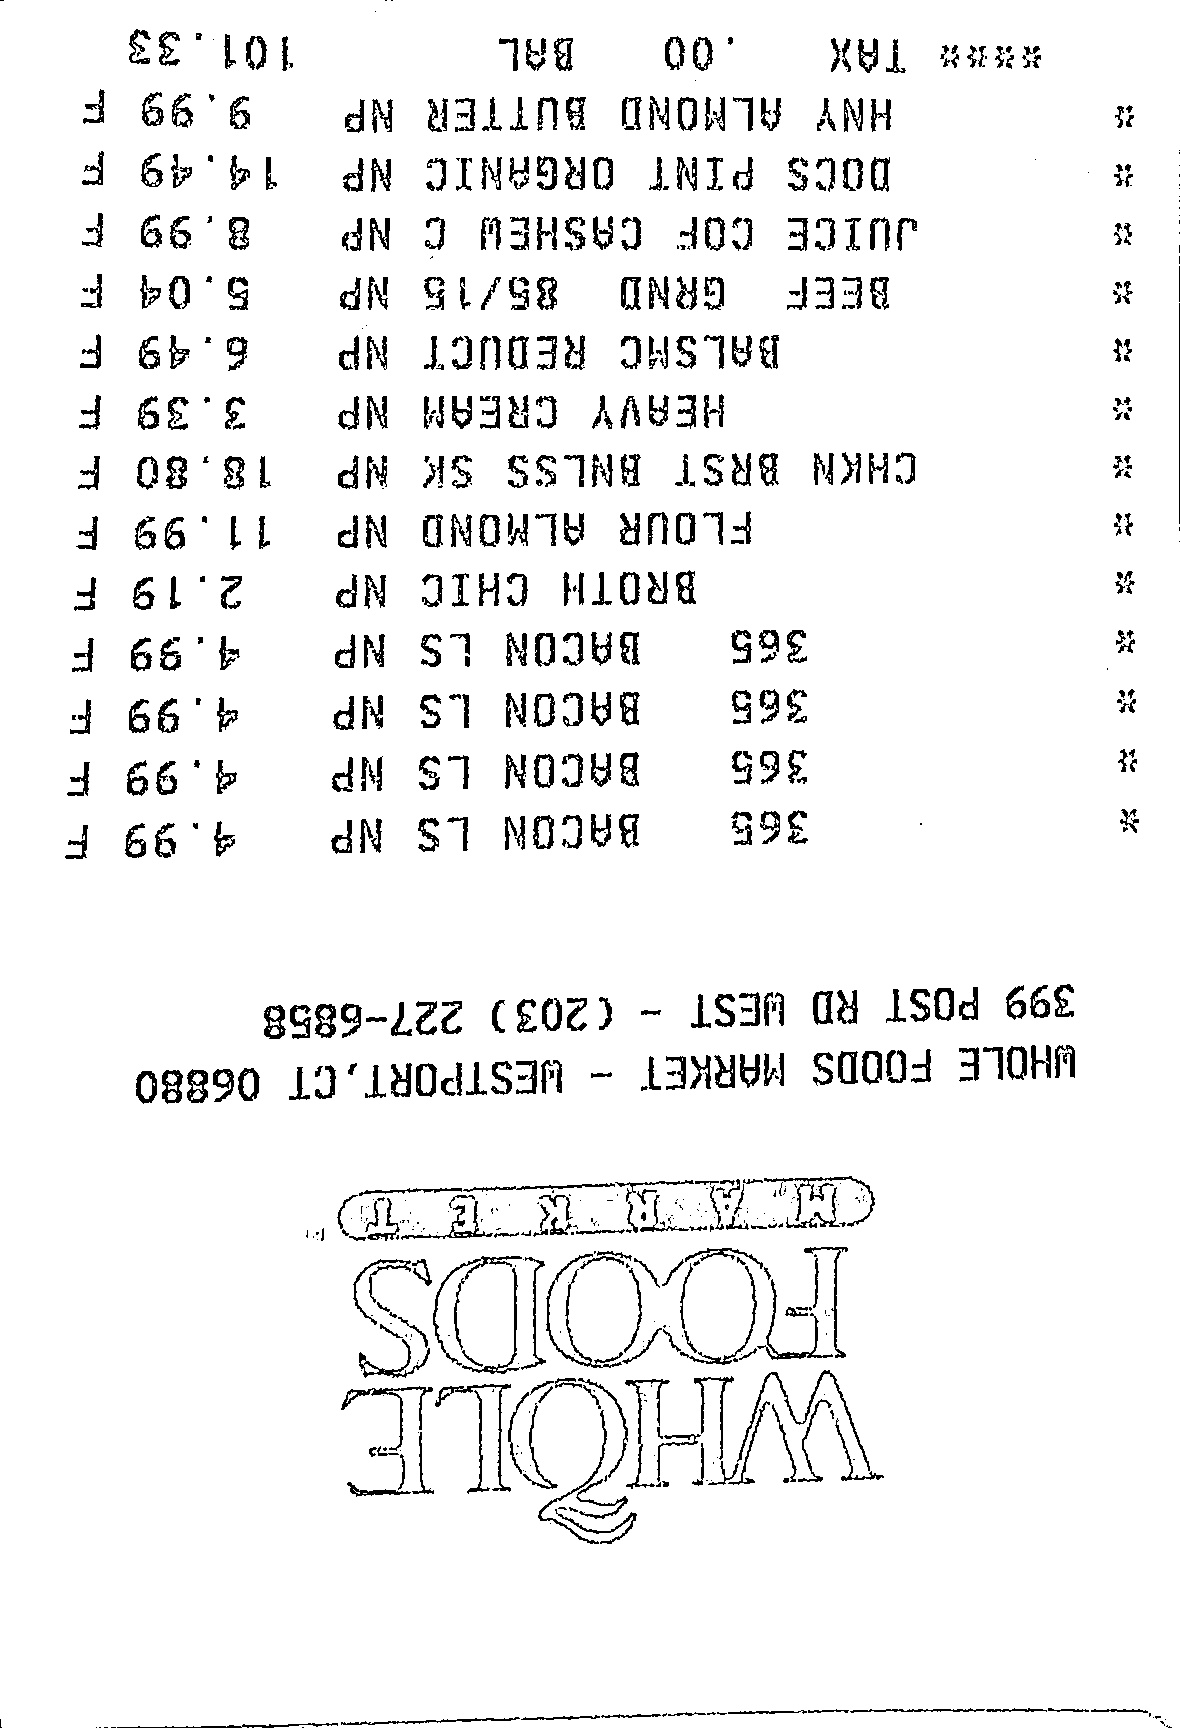 WHOLE
FOODS
MARKET
WHOLE FOODS MARKET - WESTPORT,CT 06880
399 POST RD WEST - (203) 227-6858
* 365 BACON LS NP 4.99 F
* 365 BACON LS NP 4.99 F
* 365 BACON LS NP 4.99 F
* 365 BACON LS NP 4.99 F
* BROTH CHIC NP 2.19 F
* FLOUR ALMOND NP 11.99 F
* CHKN BRST BNLSS SK NP 18.80 F
* HEAVY CREAM NP 3.39 F
* BALSMC REDUCT NP 6.49 F
* BEEF GRND 85/15 NP 5.04 F
* JUICE COF CASHEW C NP 8.99 F
* DOCS PINT ORGANIC NP 14.49 F
* HNY ALMOND BUTTER NP 9.99 F
**** TAX .00 BAL 101.33